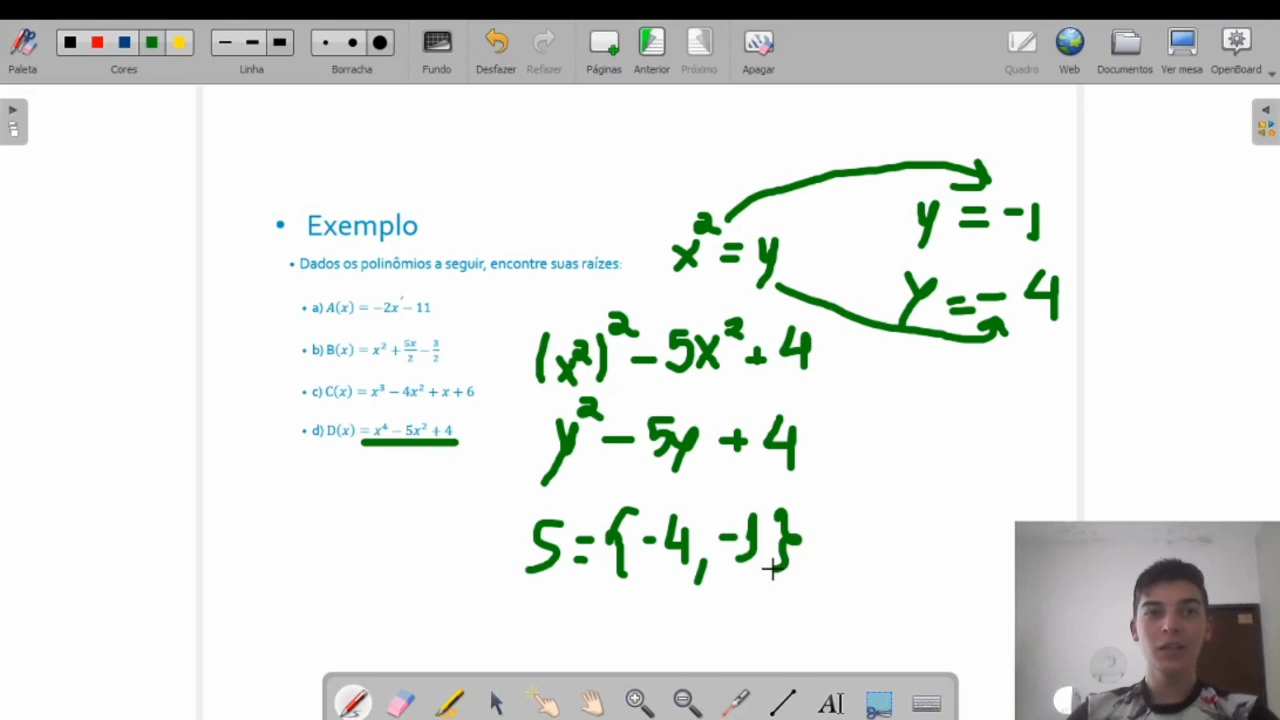 Paleta
Cores
Linha
Borracha
Fundo
Desfazer
Refazer
Páginas
Anterior
Próximo
Apagar
Quadro
Web
Documentos
Ver mesa
OpenBoard
• Exemplo
• Dados os polinômios a seguir, encontre suas raízes:
• a) A(x) = −2x − 11
• b) B(x) = x² + 5x/2 − 3/2
• c) C(x) = x³ − 4x² + x + 6
• d) D(x) = x⁴ − 5x² + 4
x² = y
y = -1
y = - 4
(x²)² - 5x² + 4
y² - 5y + 4
S = {-4, -1}
AI